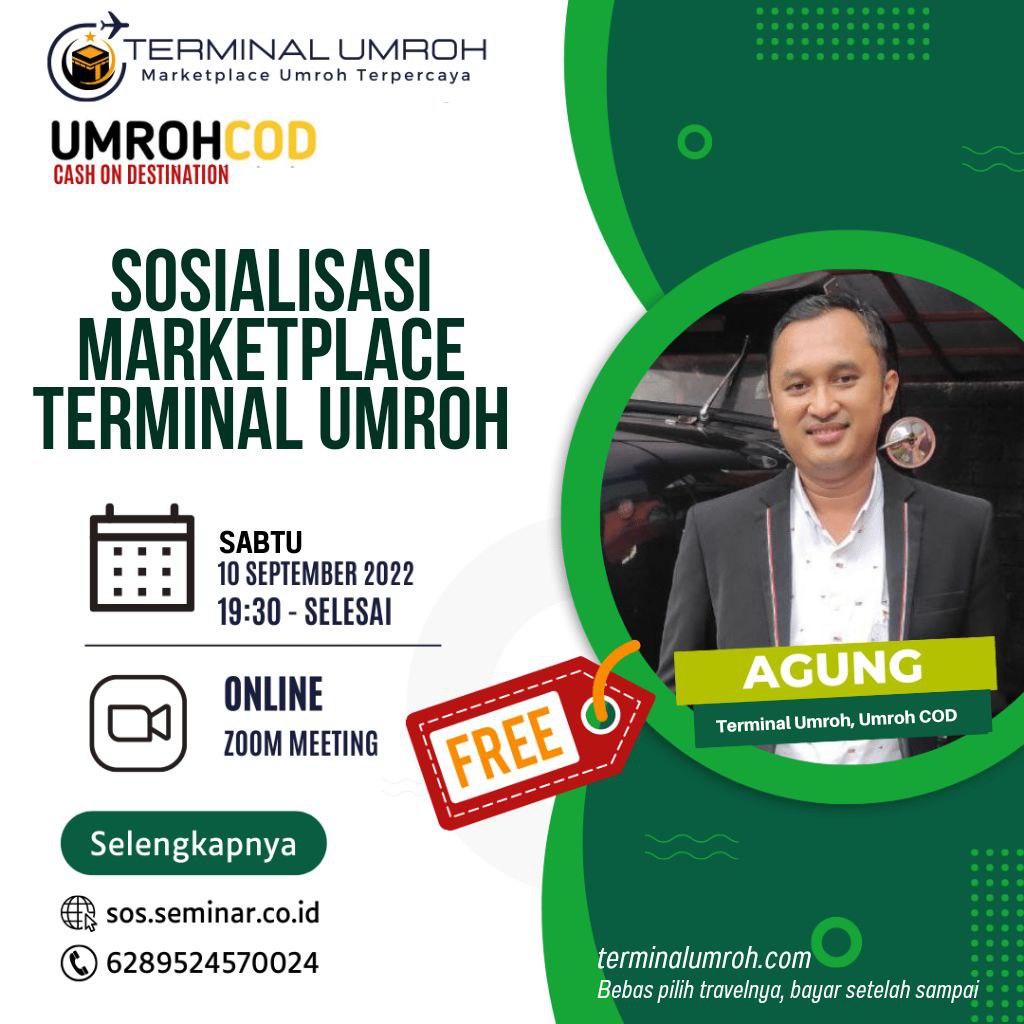 TERMINAL UMROH
Marketplace Umroh Terpercaya
UMROHCOD
CASH ON DESTINATION
SOSIALISASI
MARKETPLACE
TERMINAL UMROH
SABTU
10 SEPTEMBER 2022
19:30 - SELESAI
ONLINE
ZOOM MEETING
FREE
AGUNG
Terminal Umroh, Umroh COD
Selengkapnya
sos.seminar.co.id
6289524570024
terminalumroh.com
Bebas pilih travelnya, bayar setelah sampai